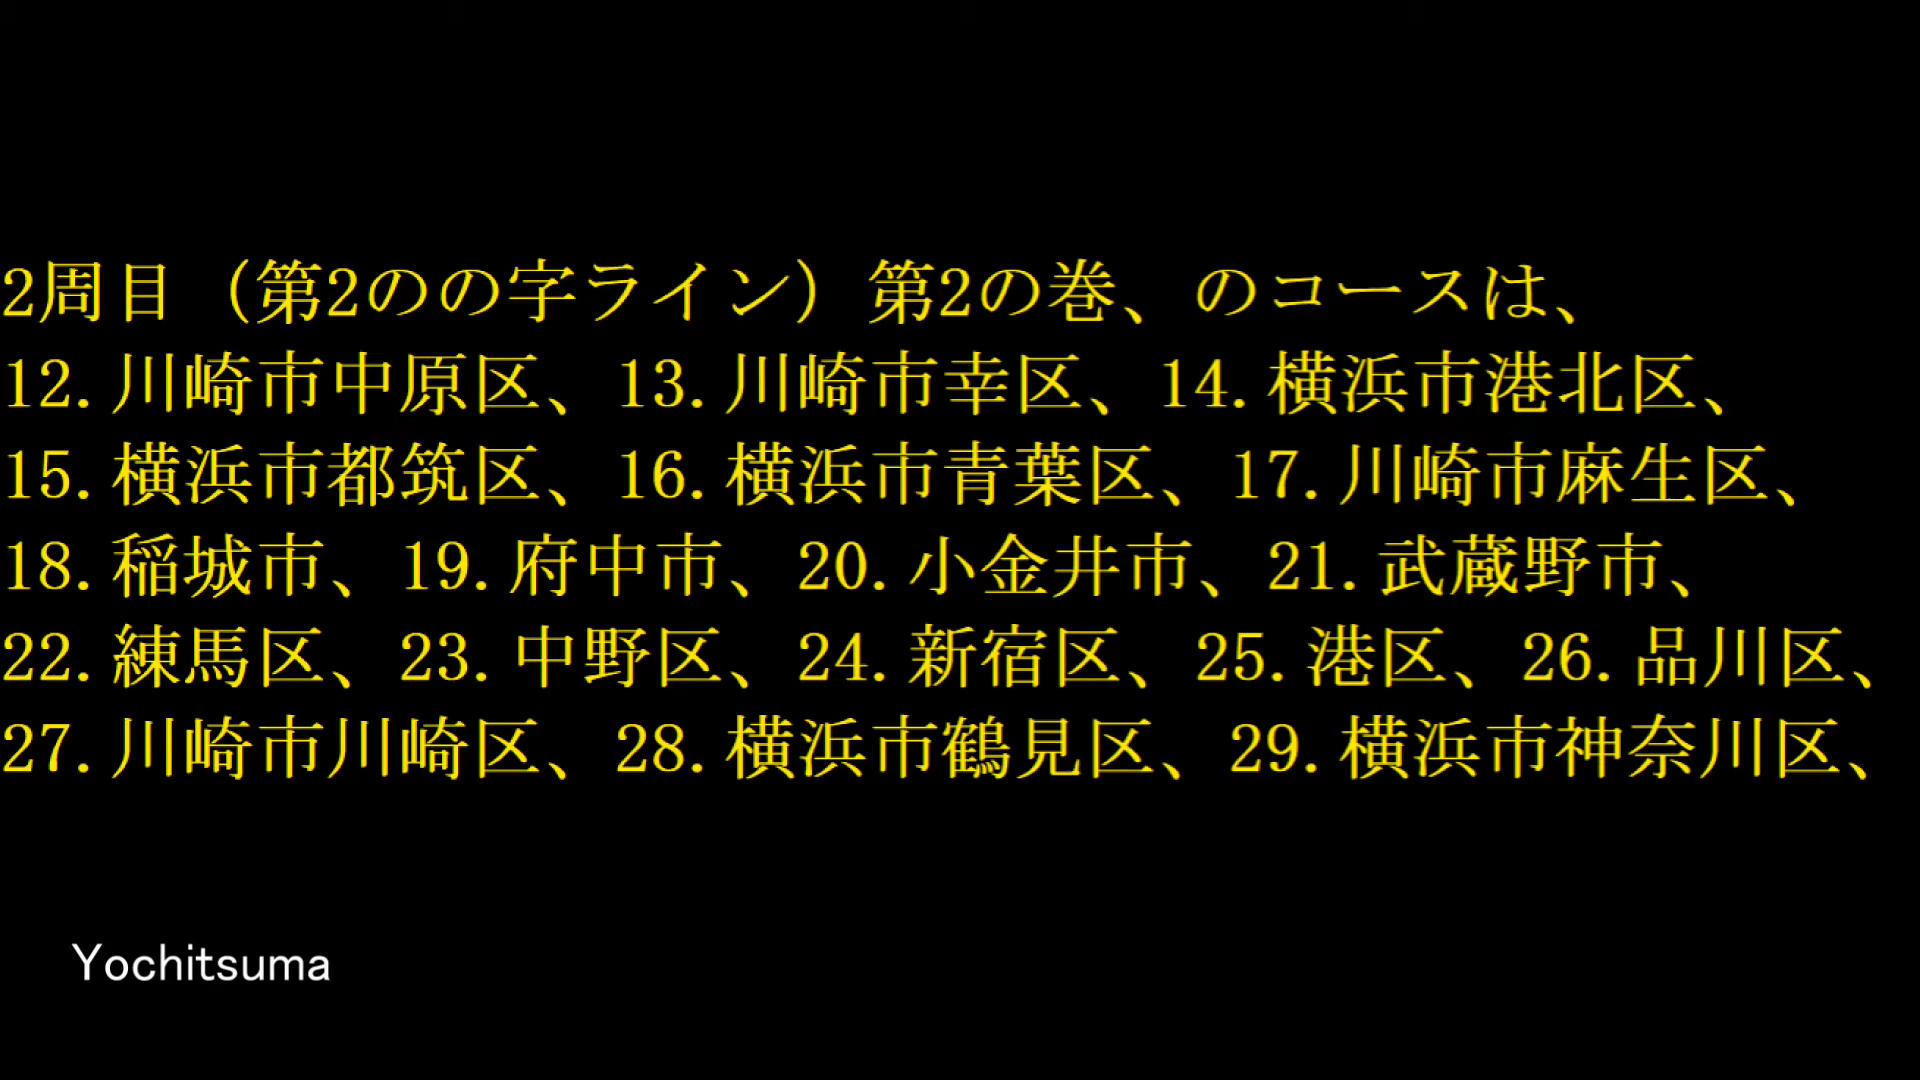 2周目（第2のの字ライン）第2の巻、のコースは、
12.川崎市中原区、13.川崎市幸区、14.横浜市港北区、
15.横浜市都筑区、16.横浜市青葉区、17.川崎市麻生区、
18.稲城市、19.府中市、20.小金井市、21.武蔵野市、
22.練馬区、23.中野区、24.新宿区、25.港区、26.品川区、
27.川崎市川崎区、28.横浜市鶴見区、29.横浜市神奈川区、
Yochitsuma